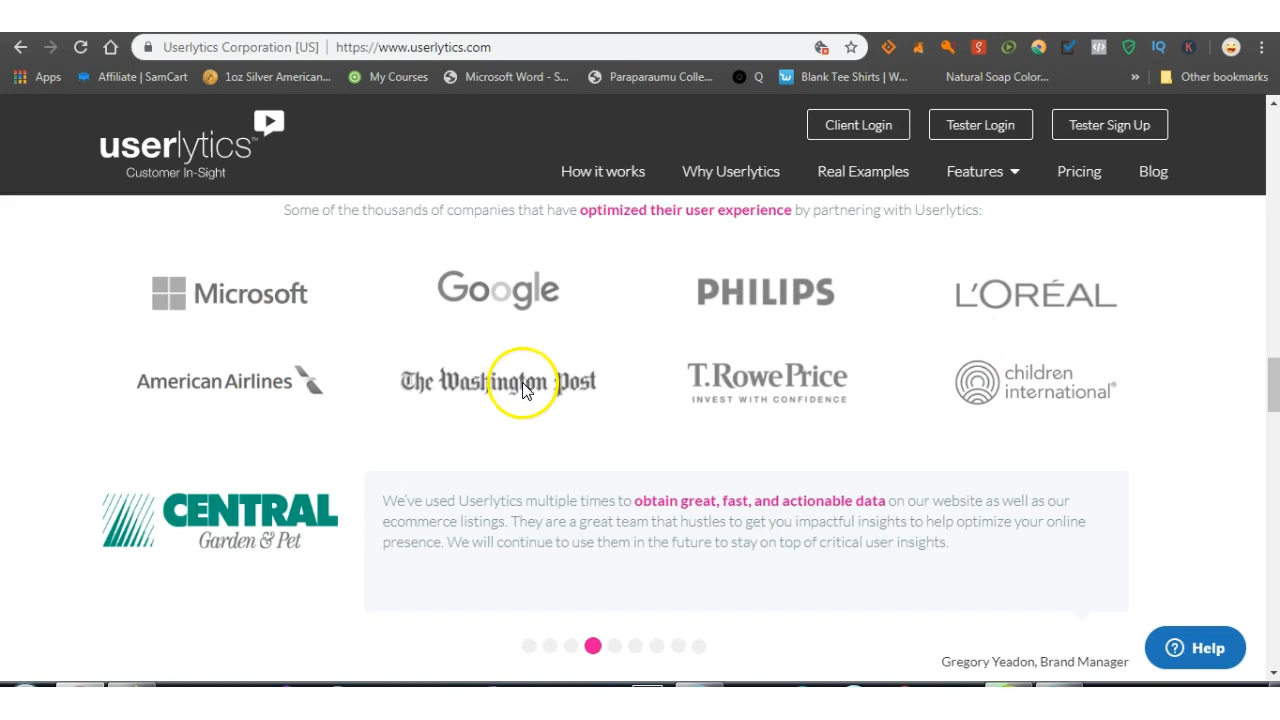 Userlytics Corporation [US] | https://www.userlytics.com
Apps Affiliate | SamCart 1oz Silver American... My Courses Microsoft Word - S... Paraparaumu Colle... Q Blank Tee Shirts | W... Natural Soap Color... » Other bookmarks
userlytics™
Customer In-Sight
Client Login Tester Login Tester Sign Up
How it works Why Userlytics Real Examples Features Pricing Blog
Some of the thousands of companies that have optimized their user experience by partnering with Userlytics:
Microsoft Google PHILIPS L'ORÉAL
American Airlines The Washington Post T.RowePrice children
INVEST WITH CONFIDENCE international®
CENTRAL
Garden & Pet
We've used Userlytics multiple times to obtain great, fast, and actionable data on our website as well as our
ecommerce listings. They are a great team that hustles to get you impactful insights to help optimize your online
presence. We will continue to use them in the future to stay on top of critical user insights.
Help
Gregory Yeadon, Brand Manager